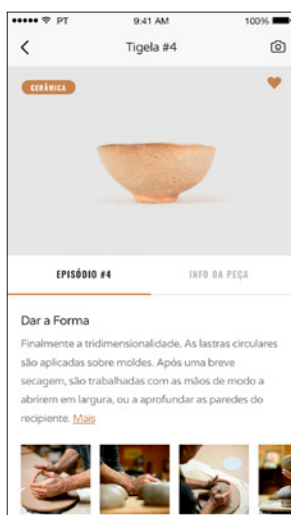 PT 9:41 AM 100%
Tigela #4
CERÂMICA
EPISÓDIO #4 INFO DA PEÇA
Dar a Forma
Finalmente a tridimensionalidade. As lastras circulares
são aplicadas sobre moldes. Após uma breve
secagem, são trabalhadas com as mãos de modo a
abrirem em largura, ou a aprofundar as paredes do
recipiente. Mais